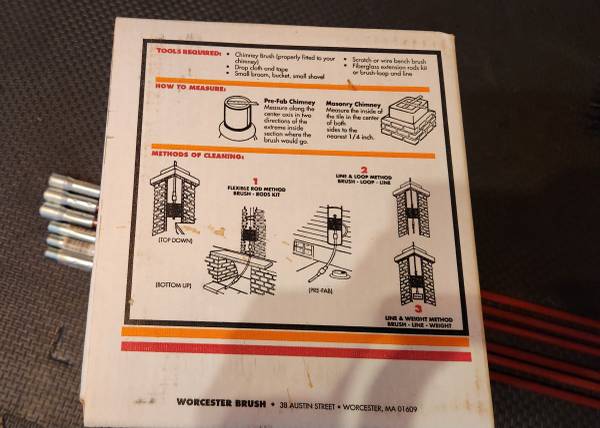 TOOLS REQUIRED:
• Chimney Brush (properly fitted to your
chimney)
• Drop cloth and tape
• Small broom, bucket, small shovel
• Scratch or wire bench brush
• Fiberglass extension rods kit
or brush-loop and line
HOW TO MEASURE:
Pre-Fab Chimney
Measure along the
center axis in two
directions of the
extreme inside
section where the
brush would go.
Masonry Chimney
Measure the inside of
the tile in the center
of both
sides to the
nearest 1/4 inch.
METHODS OF CLEANING:
1
FLEXIBLE ROD METHOD
BRUSH - RODS KIT
2
LINE & LOOP METHOD
BRUSH - LOOP - LINE
(TOP DOWN)
(BOTTOM UP)
(PRE-FAB)
3
LINE & WEIGHT METHOD
BRUSH - LINE - WEIGHT
WORCESTER BRUSH • 38 AUSTIN STREET • WORCESTER, MA 01609